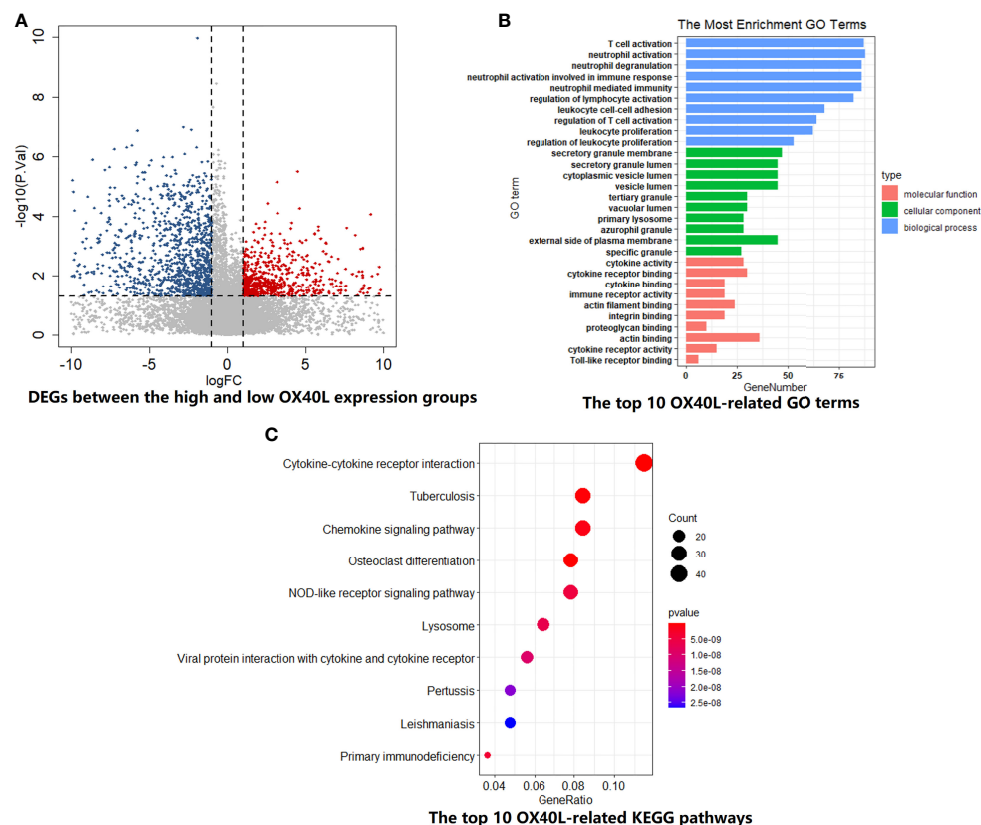 A
-log10(P.Val)
10
8
6
4
2
0
-10
-5
0
5
10
logFC
DEGs between the high and low OX40L expression groups
B
The Most Enrichment GO Terms
GO term
T cell activation
neutrophil activation
neutrophil degranulation
neutrophil activation involved in immune response
neutrophil mediated immunity
regulation of lymphocyte activation
leukocyte cell-cell adhesion
regulation of T cell activation
leukocyte proliferation
regulation of leukocyte proliferation
secretory granule membrane
secretory granule lumen
cytoplasmic vesicle lumen
vesicle lumen
tertiary granule
vacuolar lumen
primary lysosome
azurophil granule
external side of plasma membrane
specific granule
cytokine activity
cytokine receptor binding
cytokine binding
immune receptor activity
actin filament binding
integrin binding
proteoglycan binding
actin binding
cytokine receptor activity
Toll-like receptor binding
0
25
50
75
GeneNumber
type
molecular function
cellular component
biological process
The top 10 OX40L-related GO terms
C
Cytokine-cytokine receptor interaction
Tuberculosis
Chemokine signaling pathway
Osteoclast differentiation
NOD-like receptor signaling pathway
Lysosome
Viral protein interaction with cytokine and cytokine receptor
Pertussis
Leishmaniasis
Primary immunodeficiency
0.04
0.06
0.08
0.10
GeneRatio
Count
20
30
40
pvalue
5.0e-09
1.0e-08
1.5e-08
2.0e-08
2.5e-08
The top 10 OX40L-related KEGG pathways